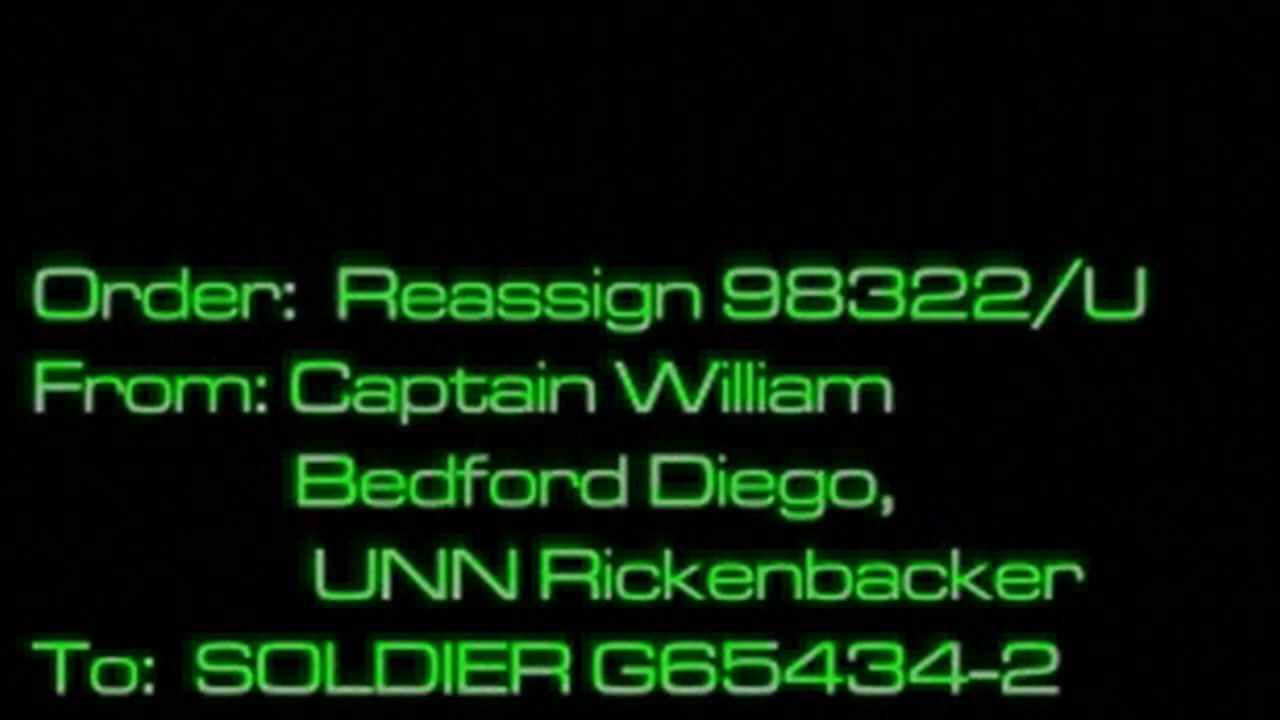 Order: Reassign 98322/U
From: Captain William
Bedford Diego,
UNN Rickenbacker
To: SOLDIER G65434-2